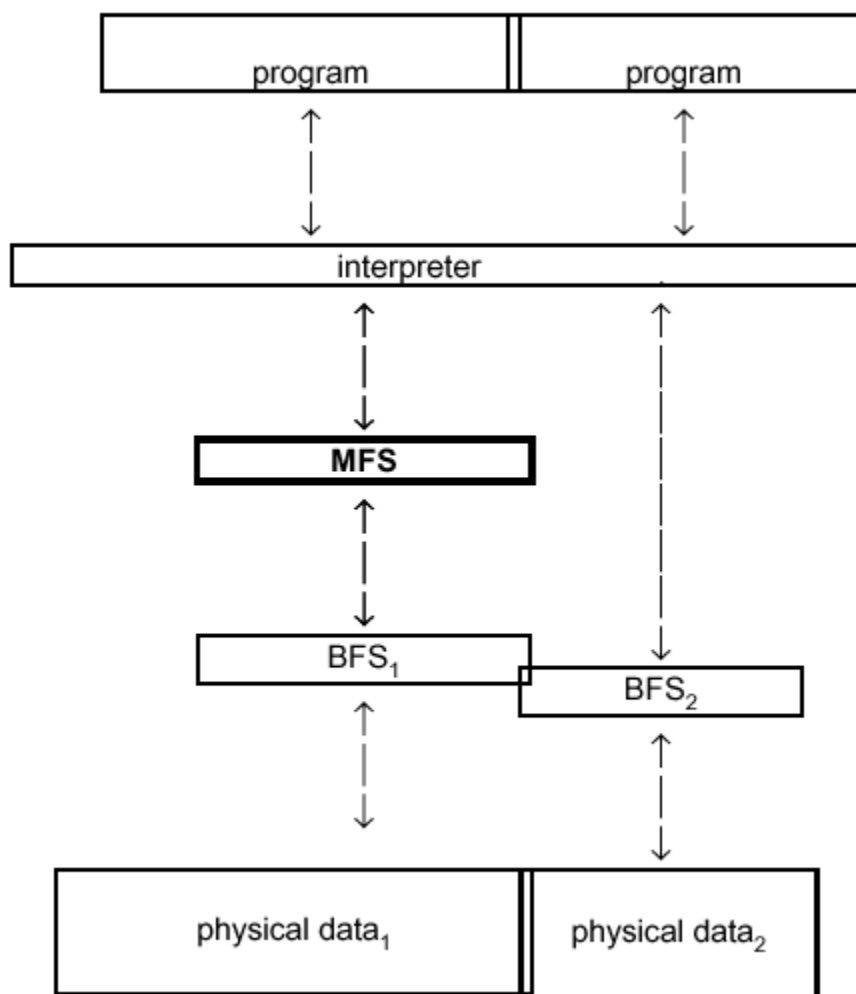 program program
interpreter
MFS
BFS₁
BFS₂
physical data₁ physical data₂